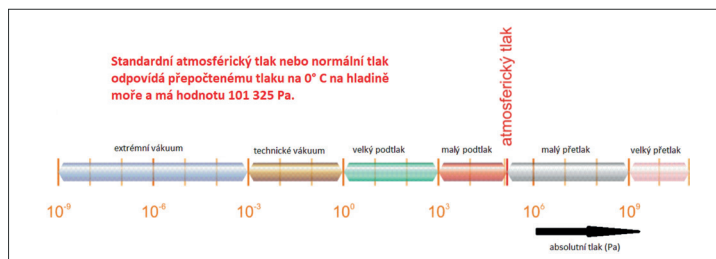 Standardní atmosférický tlak nebo normální tlak
odpovídá přepočtenému tlaku na 0° C na hladině
moře a má hodnotu 101 325 Pa.
atmosferický tlak
extrémní vákuum technické vákuum velký podtlak malý podtlak malý přetlak velký přetlak
10⁻⁹ 10⁻⁶ 10⁻³ 10⁰ 10³ 10⁶ 10⁹
absolutní tlak (Pa)